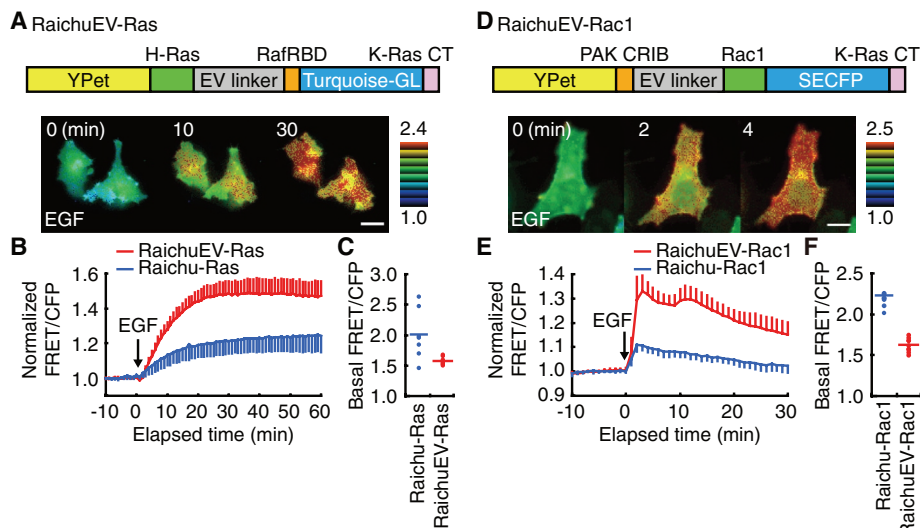 A RaichuEV-Ras
H-Ras RafRBD K-Ras CT
YPet EV linker Turquoise-GL
0 (min) 10 30 2.4
EGF 1.0
B
RaichuEV-Ras
Raichu-Ras
Normalized
FRET/CFP
1.6
1.4
1.2
1.0
EGF
-10 0 10 20 30 40 50 60
Elapsed time (min)
C
Basal FRET/CFP
3.0
2.5
2.0
1.5
1.0
Raichu-Ras
RaichuEV-Ras
D RaichuEV-Rac1
PAK CRIB Rac1 K-Ras CT
YPet EV linker SECFP
0 (min) 2 4 2.5
EGF 1.0
E
RaichuEV-Rac1
Raichu-Rac1
Normalized
FRET/CFP
1.4
1.3
1.2
1.1
1.0
0.9
EGF
-10 0 10 20 30
Elapsed time (min)
F
Basal FRET/CFP
2.5
2.0
1.5
1.0
Raichu-Rac1
RaichuEV-Rac1